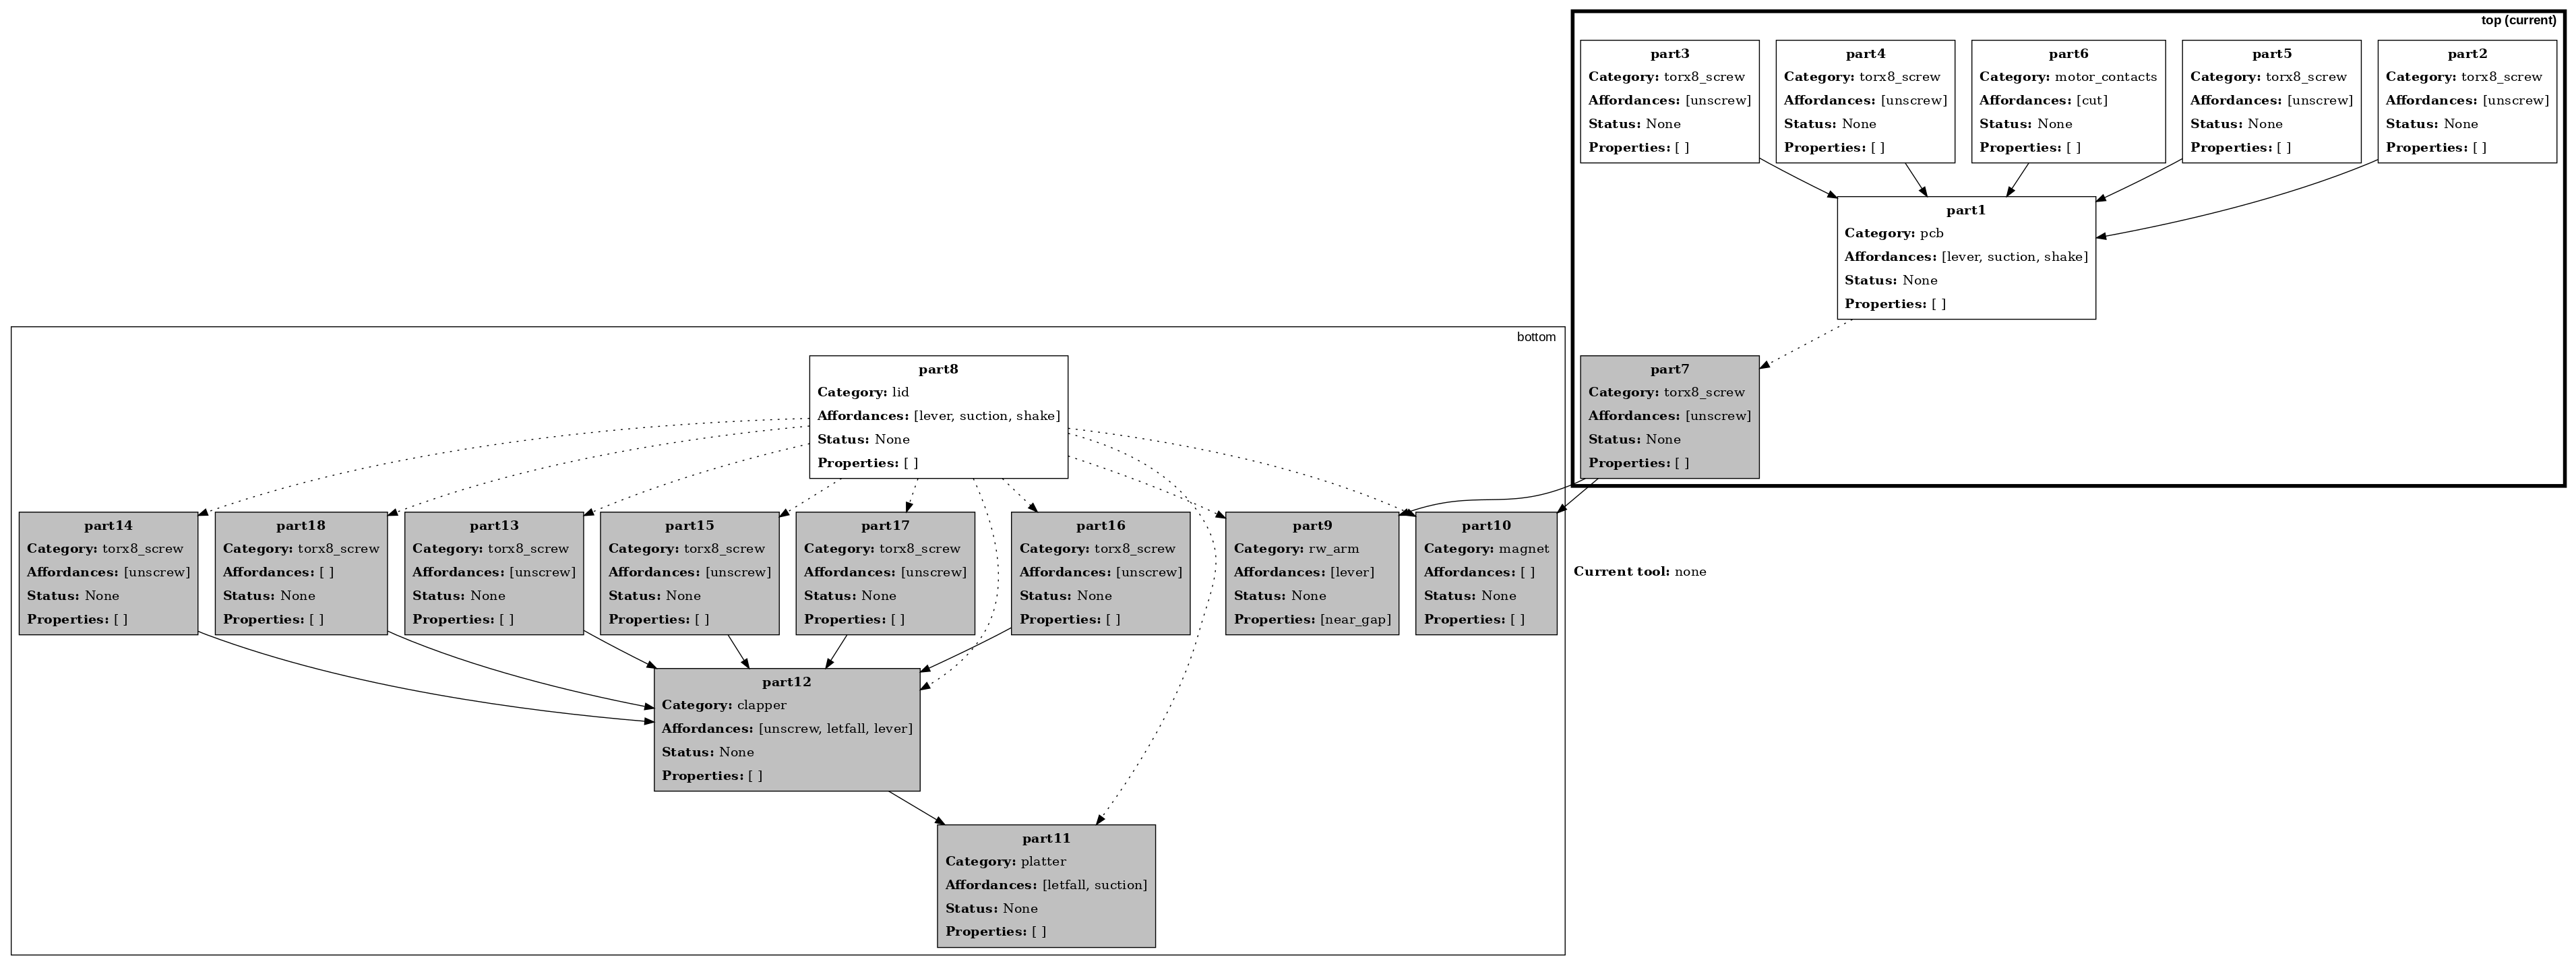 top (current)
part3
Category: torx8_screw
Affordances: [unscrew]
Status: None
Properties: [ ]
part4
Category: torx8_screw
Affordances: [unscrew]
Status: None
Properties: [ ]
part6
Category: motor_contacts
Affordances: [cut]
Status: None
Properties: [ ]
part5
Category: torx8_screw
Affordances: [unscrew]
Status: None
Properties: [ ]
part2
Category: torx8_screw
Affordances: [unscrew]
Status: None
Properties: [ ]
part1
Category: pcb
Affordances: [lever, suction, shake]
Status: None
Properties: [ ]
part7
Category: torx8_screw
Affordances: [unscrew]
Status: None
Properties: [ ]
bottom
part8
Category: lid
Affordances: [lever, suction, shake]
Status: None
Properties: [ ]
part14
Category: torx8_screw
Affordances: [unscrew]
Status: None
Properties: [ ]
part18
Category: torx8_screw
Affordances: [ ]
Status: None
Properties: [ ]
part13
Category: torx8_screw
Affordances: [unscrew]
Status: None
Properties: [ ]
part15
Category: torx8_screw
Affordances: [unscrew]
Status: None
Properties: [ ]
part17
Category: torx8_screw
Affordances: [unscrew]
Status: None
Properties: [ ]
part16
Category: torx8_screw
Affordances: [unscrew]
Status: None
Properties: [ ]
part9
Category: rw_arm
Affordances: [lever]
Status: None
Properties: [near_gap]
part10
Category: magnet
Affordances: [ ]
Status: None
Properties: [ ]
Current tool: none
part12
Category: clapper
Affordances: [unscrew, letfall, lever]
Status: None
Properties: [ ]
part11
Category: platter
Affordances: [letfall, suction]
Status: None
Properties: [ ]